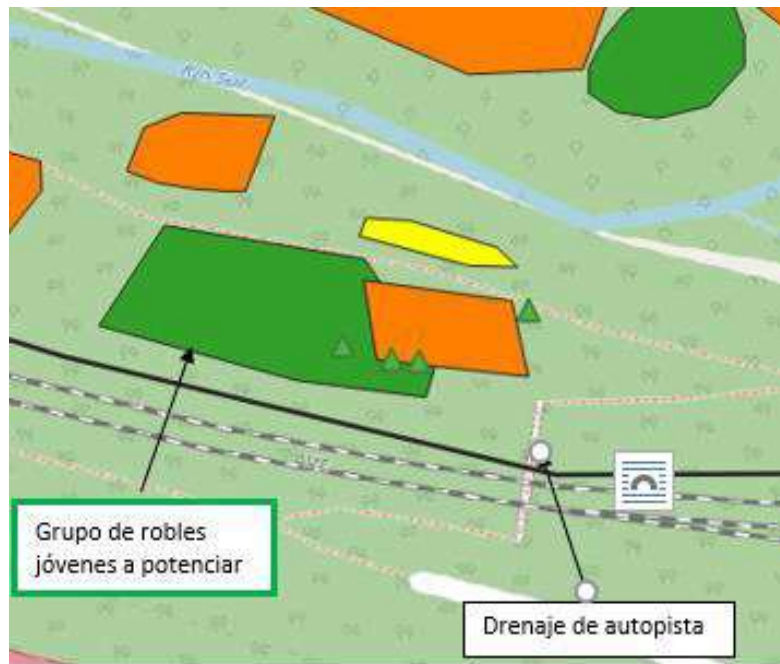 Grupo de robles
jóvenes a potenciar
Drenaje de autopista